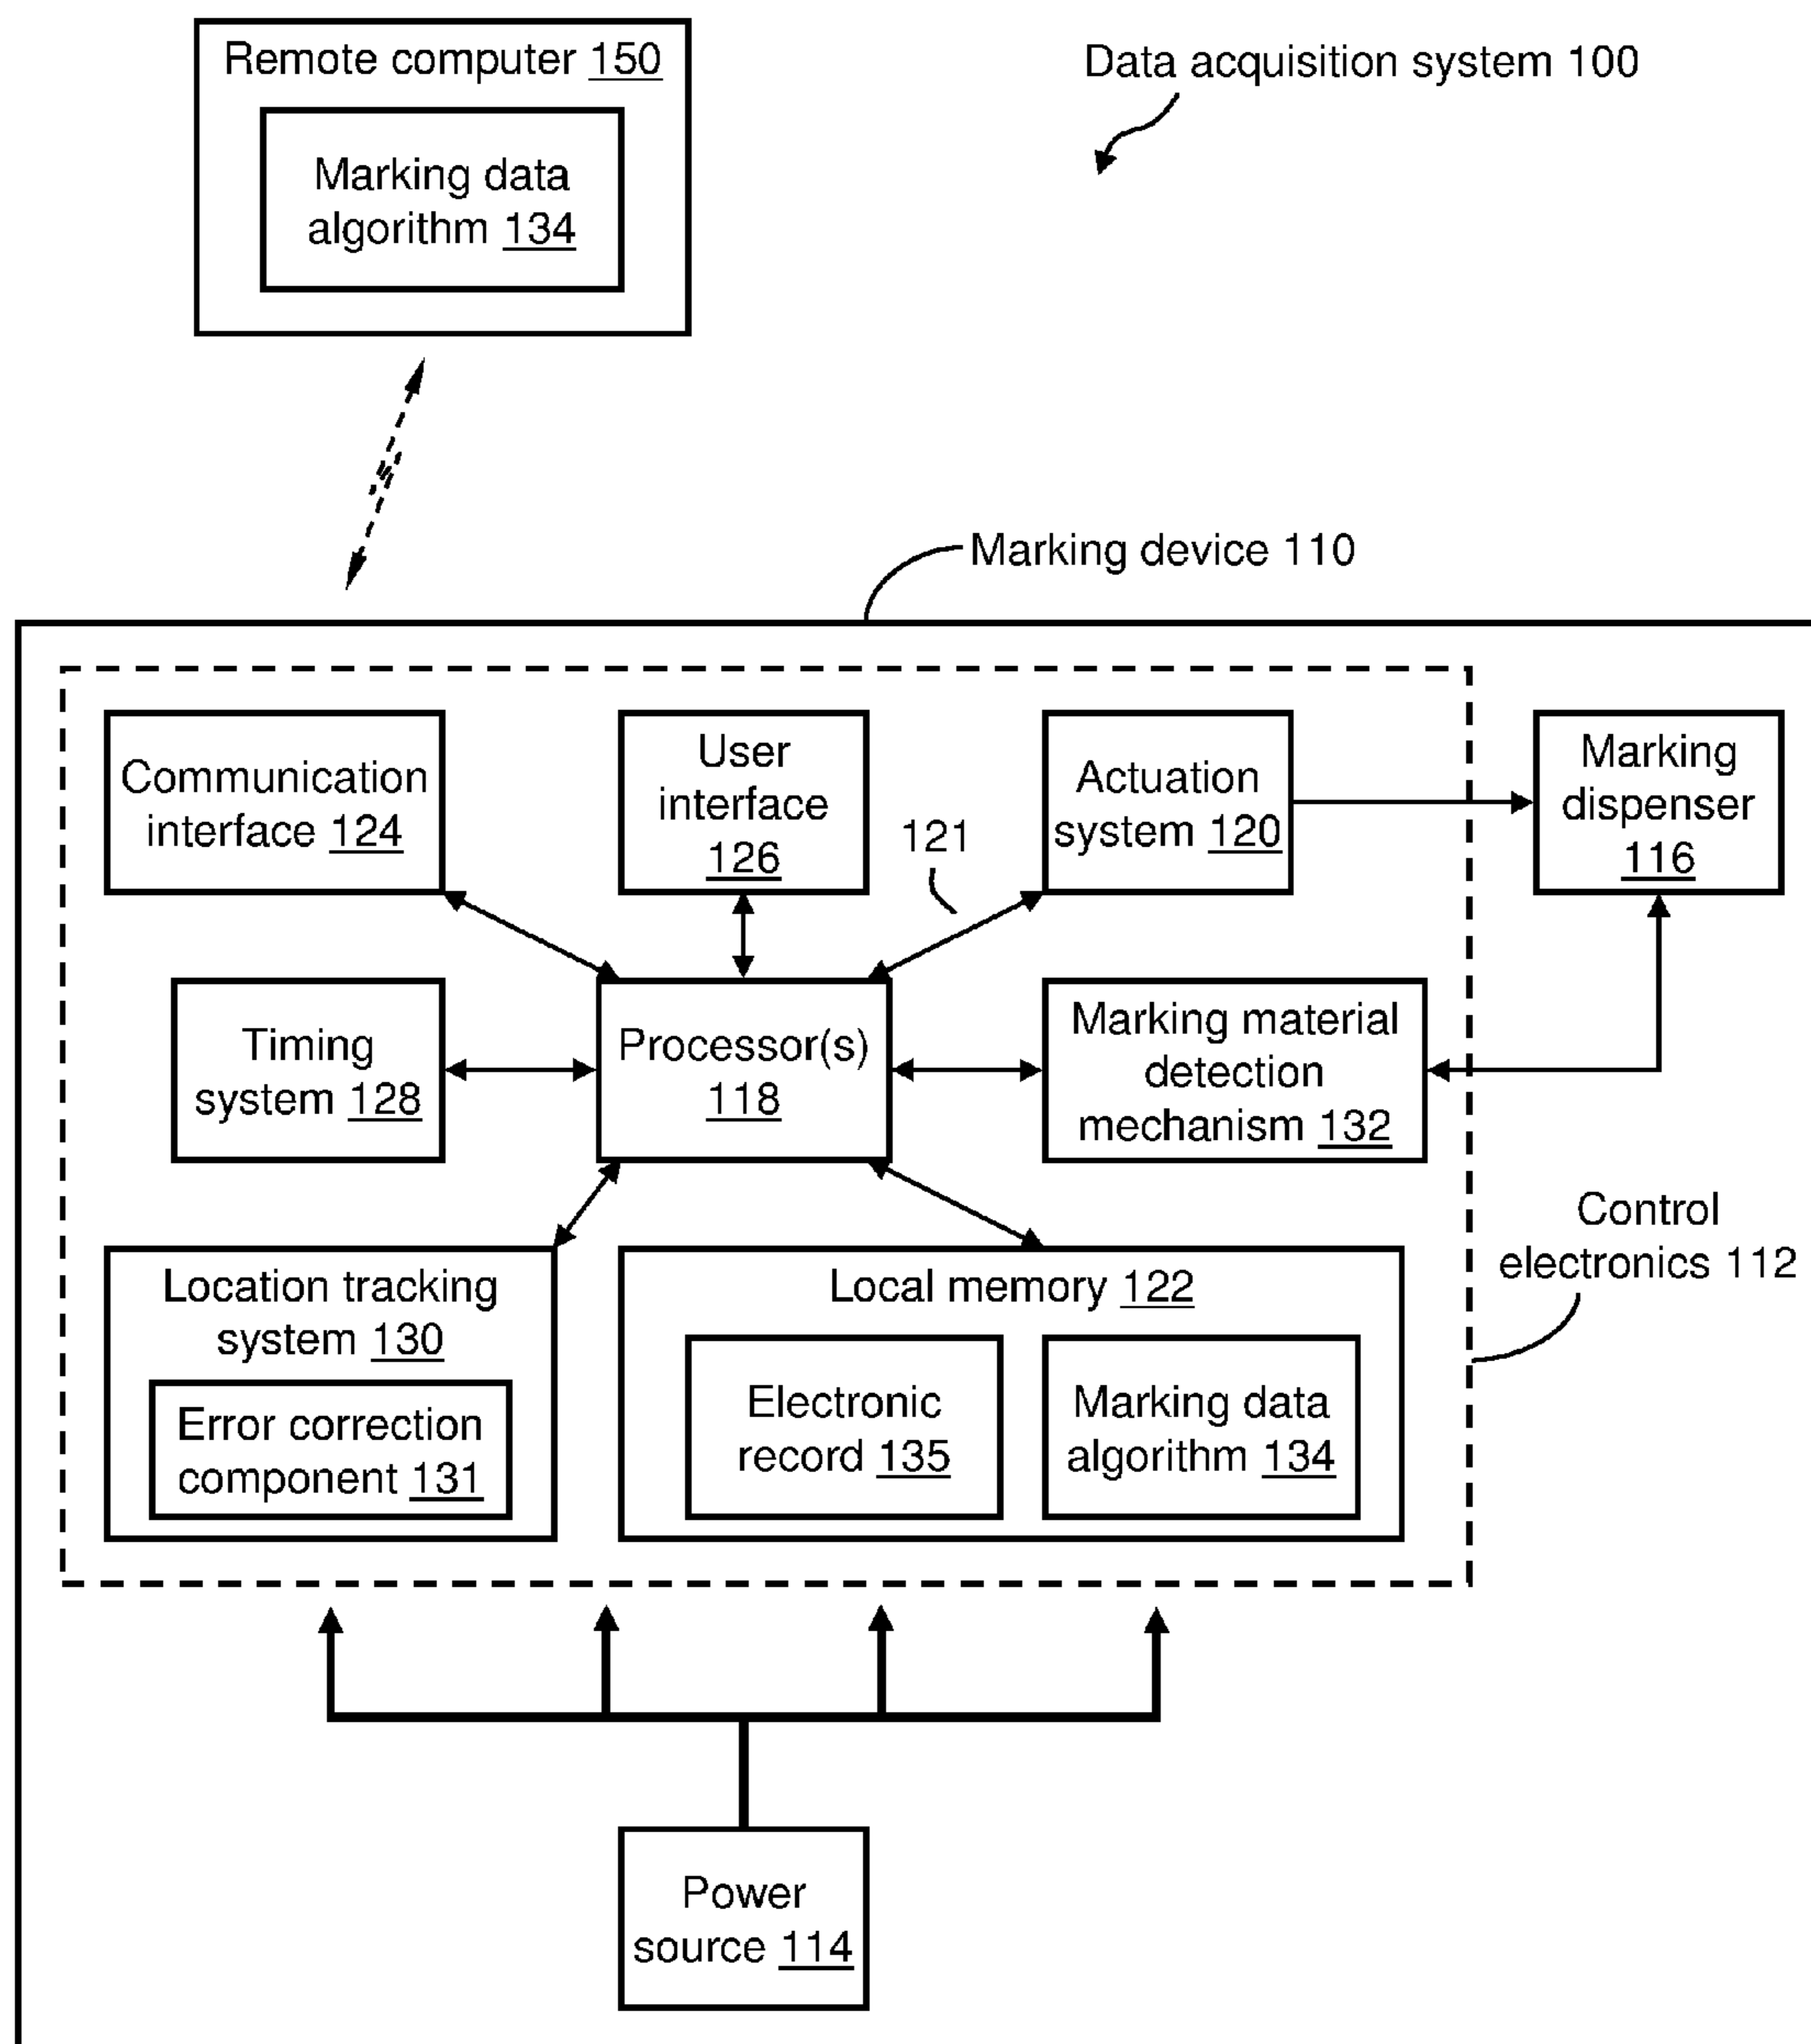 Remote computer 150
Marking data
algorithm 134
Data acquisition system 100
Marking device 110
Communication
interface 124
User
interface
126
Actuation
system 120
Marking
dispenser
116
121
Timing
system 128
Processor(s)
118
Marking material
detection
mechanism 132
Control
electronics 112
Location tracking
system 130
Error correction
component 131
Local memory 122
Electronic
record 135
Marking data
algorithm 134
Power
source 114